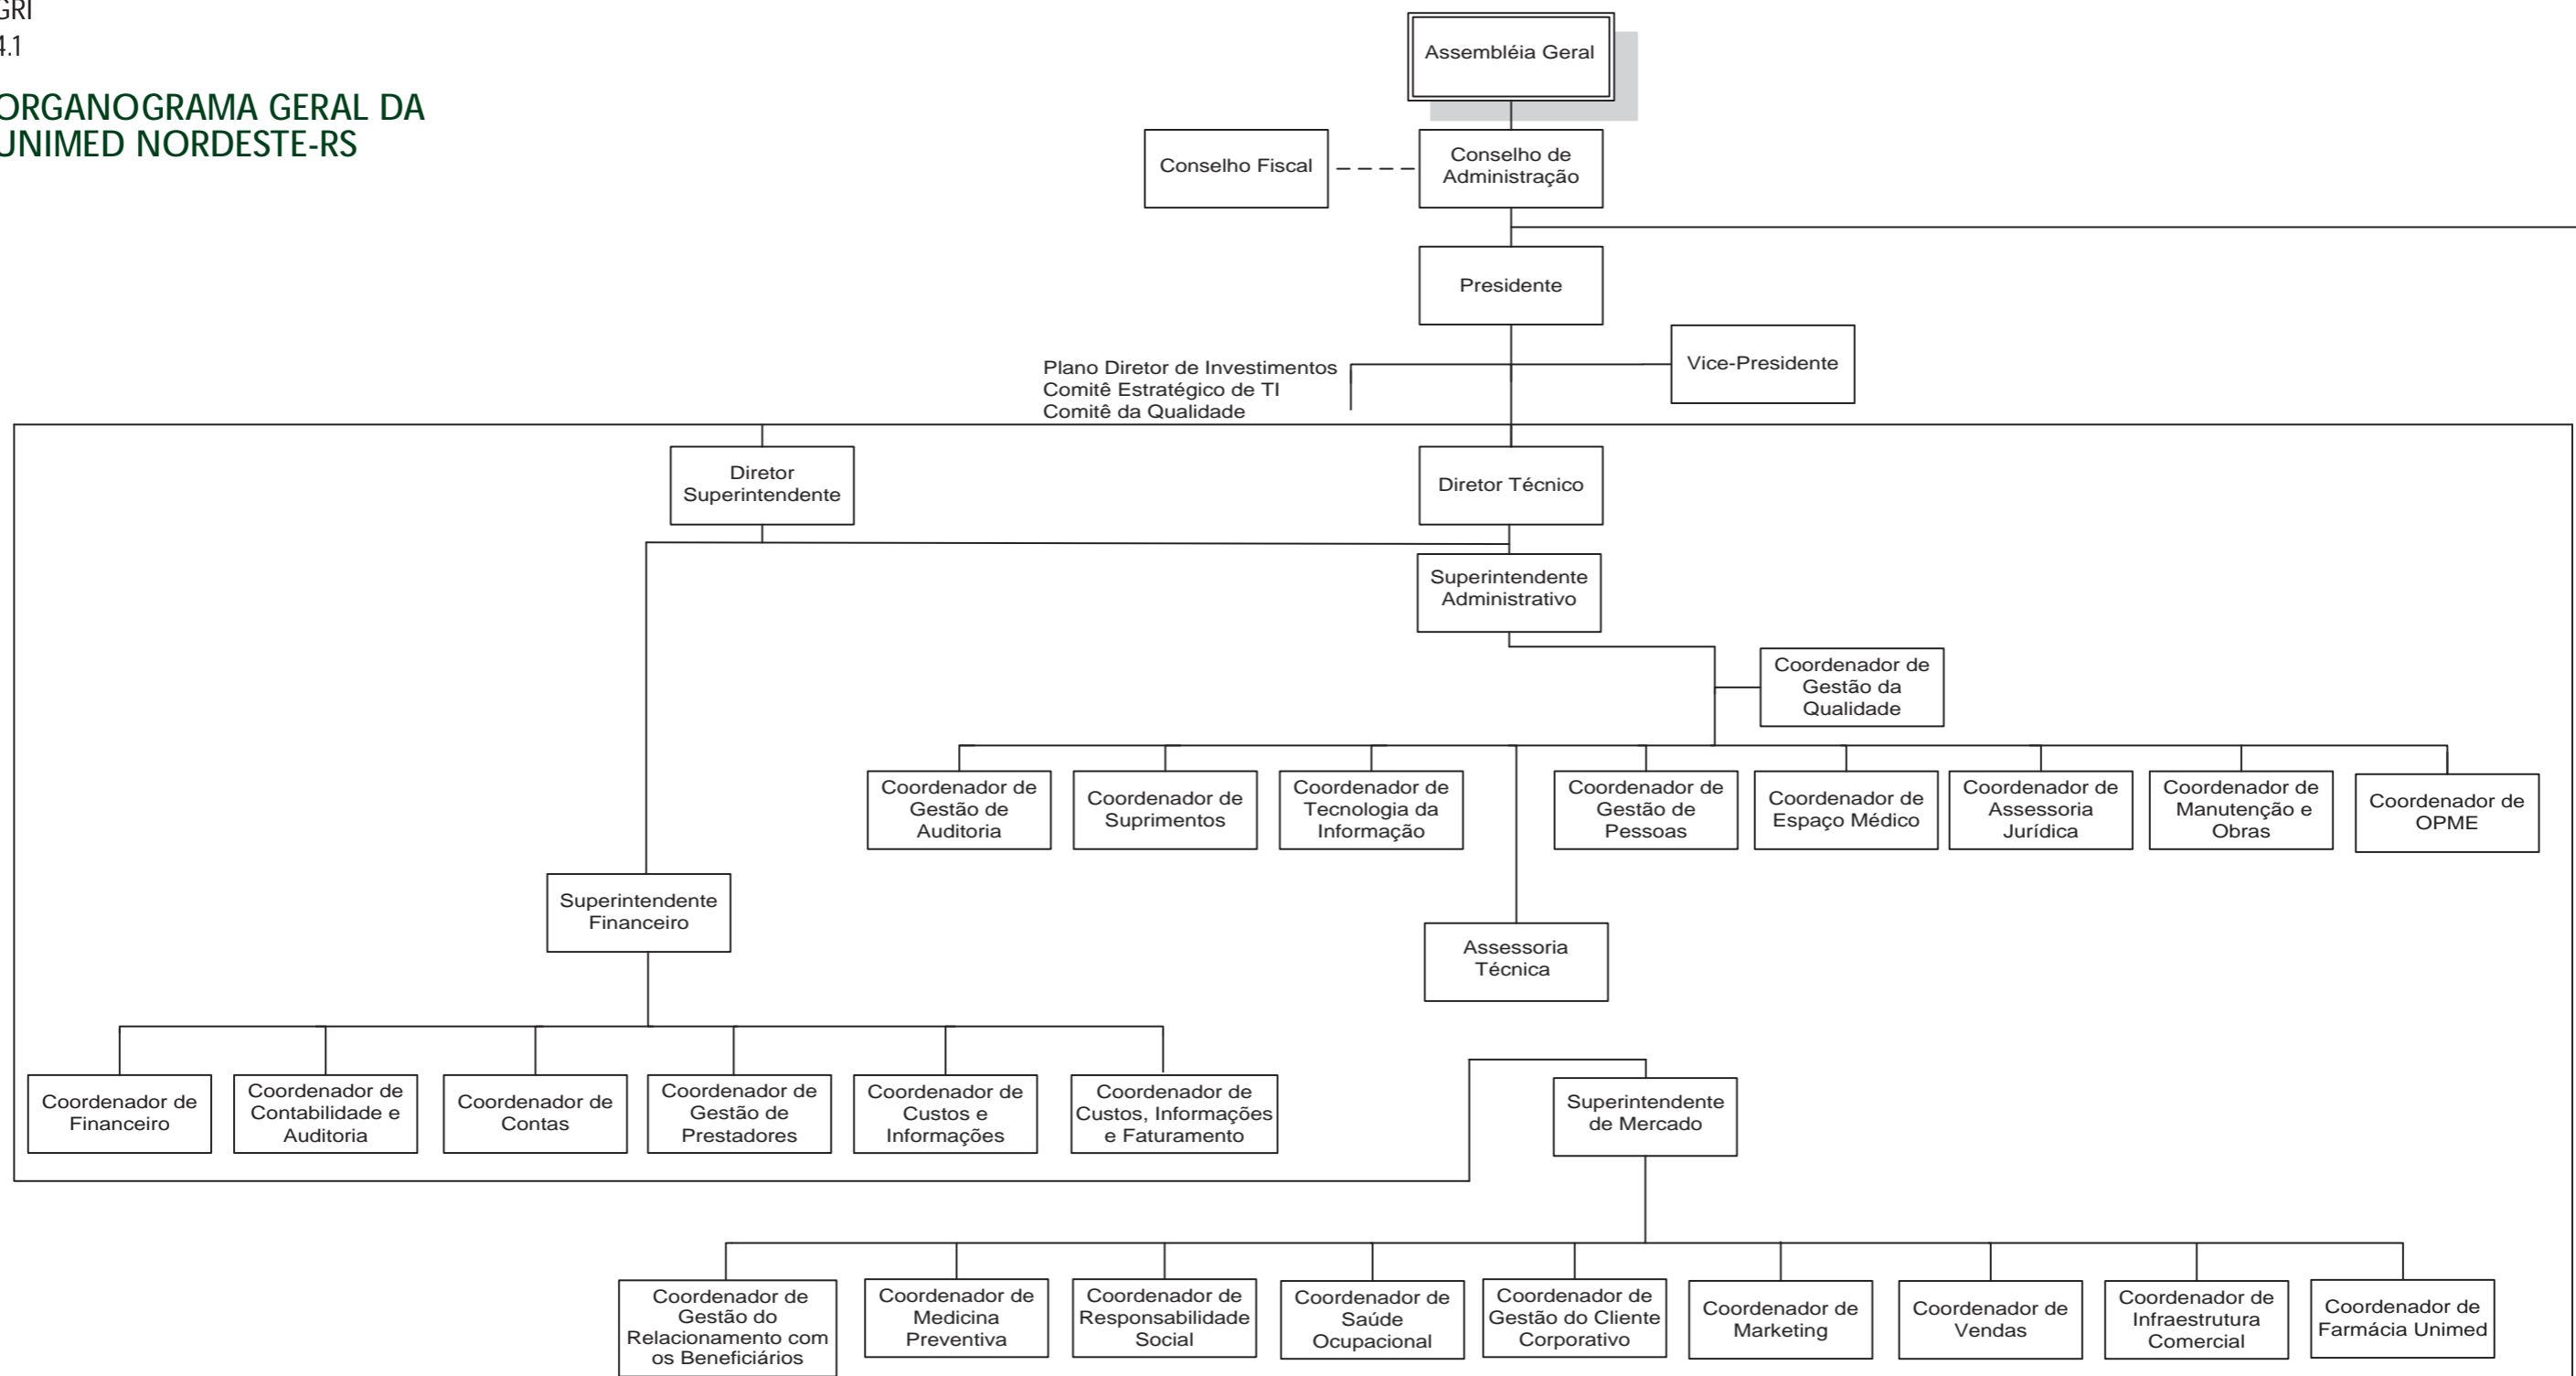 GRI
4.1
ORGANOGRAMA GERAL DA
UNIMED NORDESTE-RS
Assembléia Geral
Conselho Fiscal
Conselho de
Administração
Presidente
Vice-Presidente
Plano Diretor de Investimentos
Comitê Estratégico de TI
Comitê da Qualidade
Diretor
Superintendente
Diretor Técnico
Superintendente
Administrativo
Coordenador de
Gestão da
Qualidade
Coordenador de
Gestão de
Auditoria
Coordenador de
Suprimentos
Coordenador de
Tecnologia da
Informação
Coordenador de
Gestão de
Pessoas
Coordenador de
Espaço Médico
Coordenador de
Assessoria
Jurídica
Coordenador de
Manutenção e
Obras
Coordenador de
OPME
Superintendente
Financeiro
Assessoria
Técnica
Coordenador de
Financeiro
Coordenador de
Contabilidade e
Auditoria
Coordenador de
Contas
Coordenador de
Gestão de
Prestadores
Coordenador de
Custos e
Informações
Coordenador de
Custos, Informações
e Faturamento
Superintendente
de Mercado
Coordenador de
Gestão do
Relacionamento com
os Beneficiários
Coordenador de
Medicina
Preventiva
Coordenador de
Responsabilidade
Social
Coordenador de
Saúde
Ocupacional
Coordenador de
Gestão do Cliente
Corporativo
Coordenador de
Marketing
Coordenador de
Vendas
Coordenador de
Infraestrutura
Comercial
Coordenador de
Farmácia Unimed